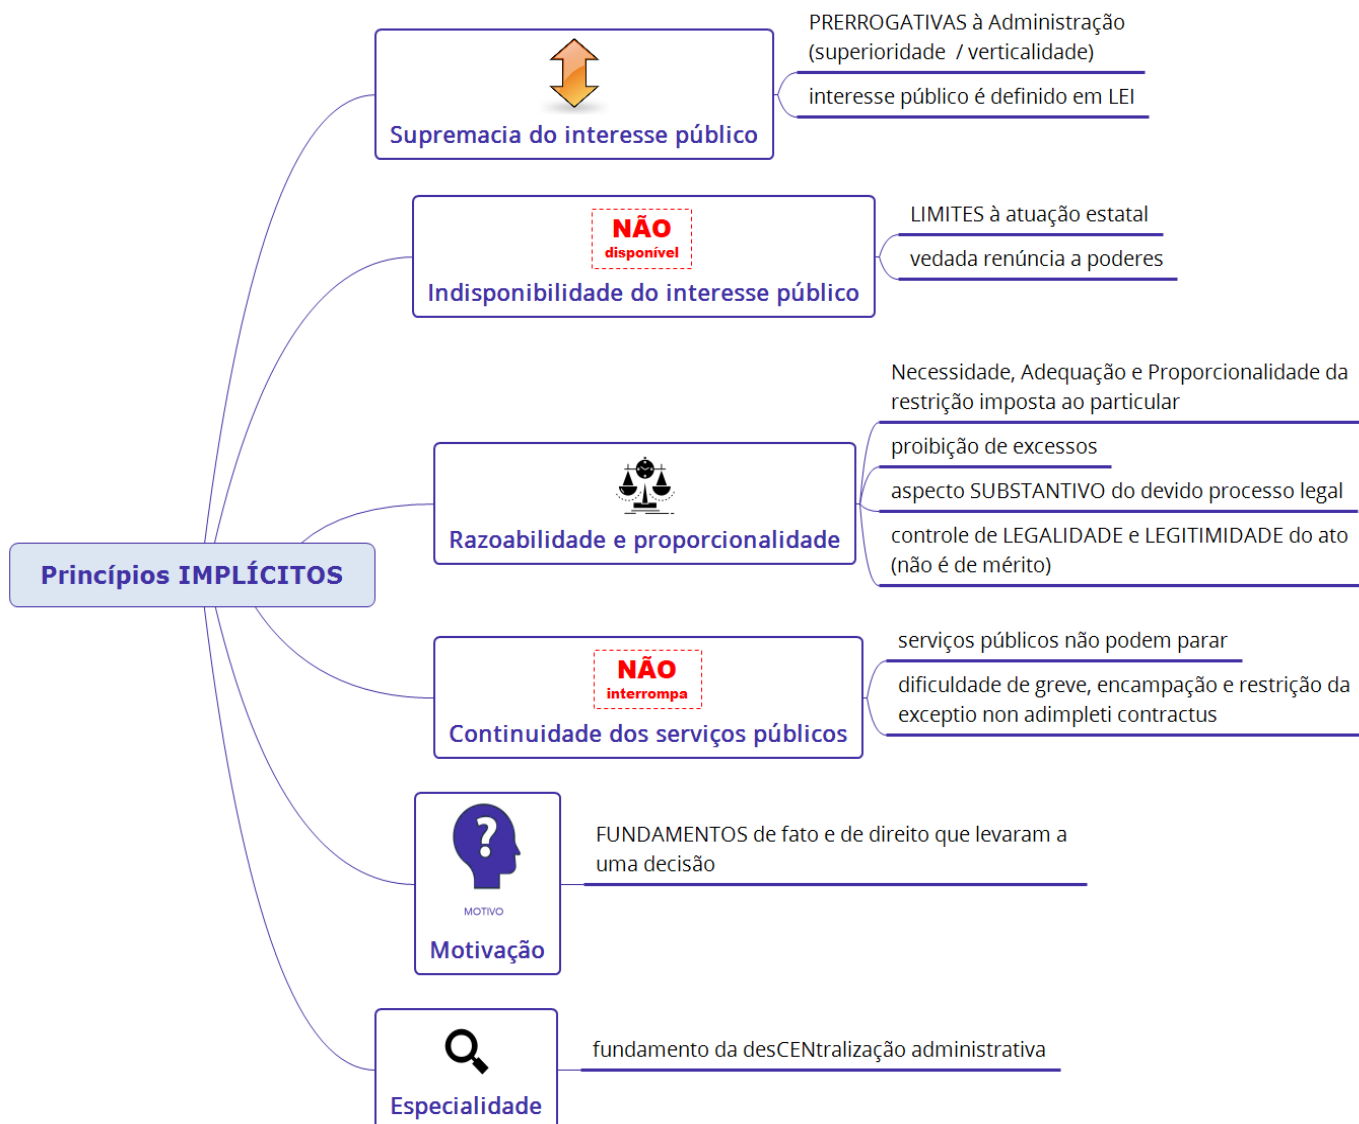 PRERROGATIVAS à Administração
(superioridade / verticalidade)
interesse público é definido em LEI
Supremacia do interesse público
NÃO
disponível
Indisponibilidade do interesse público
LIMITES à atuação estatal
vedada renúncia a poderes
Necessidade, Adequação e Proporcionalidade da
restrição imposta ao particular
proibição de excessos
aspecto SUBSTANTIVO do devido processo legal
controle de LEGALIDADE e LEGITIMIDADE do ato
(não é de mérito)
Razoabilidade e proporcionalidade
Princípios IMPLÍCITOS
NÃO
interrompa
Continuidade dos serviços públicos
serviços públicos não podem parar
dificuldade de greve, encampação e restrição da
exceptio non adimpleti contractus
?
MOTIVO
Motivação
FUNDAMENTOS de fato e de direito que levaram a
uma decisão
Especialidade
fundamento da desCENtralização administrativa